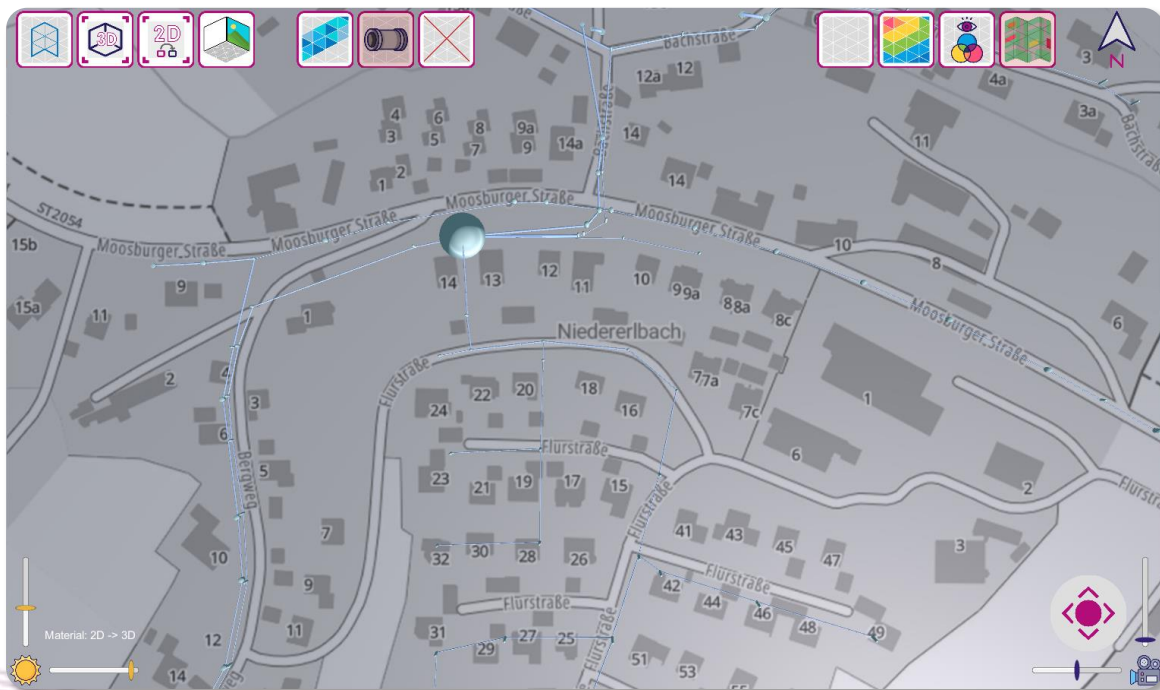 3D
2D
N
Bachstraße
12a
12
3
4a
3a
Bachstraße
11
4
6
8
9a
3
5
7
9
14a
14
Bachstraße
1
2
14
Moosburger Straße
Moosburger Straße
ST2054
Moosburger Straße
Moosburger Straße
15b
10
8
14
13
12
11
10
9
9a
8
8a
8c
9
15a
11
1
Moosburger Straße
6
Niedererlbach
2
4
3
6
Flurstraße
24
22
20
18
16
7
7a
7c
1
6
Flurstraße
5
Bergweg
23
21
19
17
15
2
Flurstraße
Flurstraße
10
7
32
30
28
26
41
43
45
47
3
9
Flurstraße
Flurstraße
42
44
46
48
49
12
11
31
29
27
25
Flurstraße
51
53
14
Material: 2D -> 3D